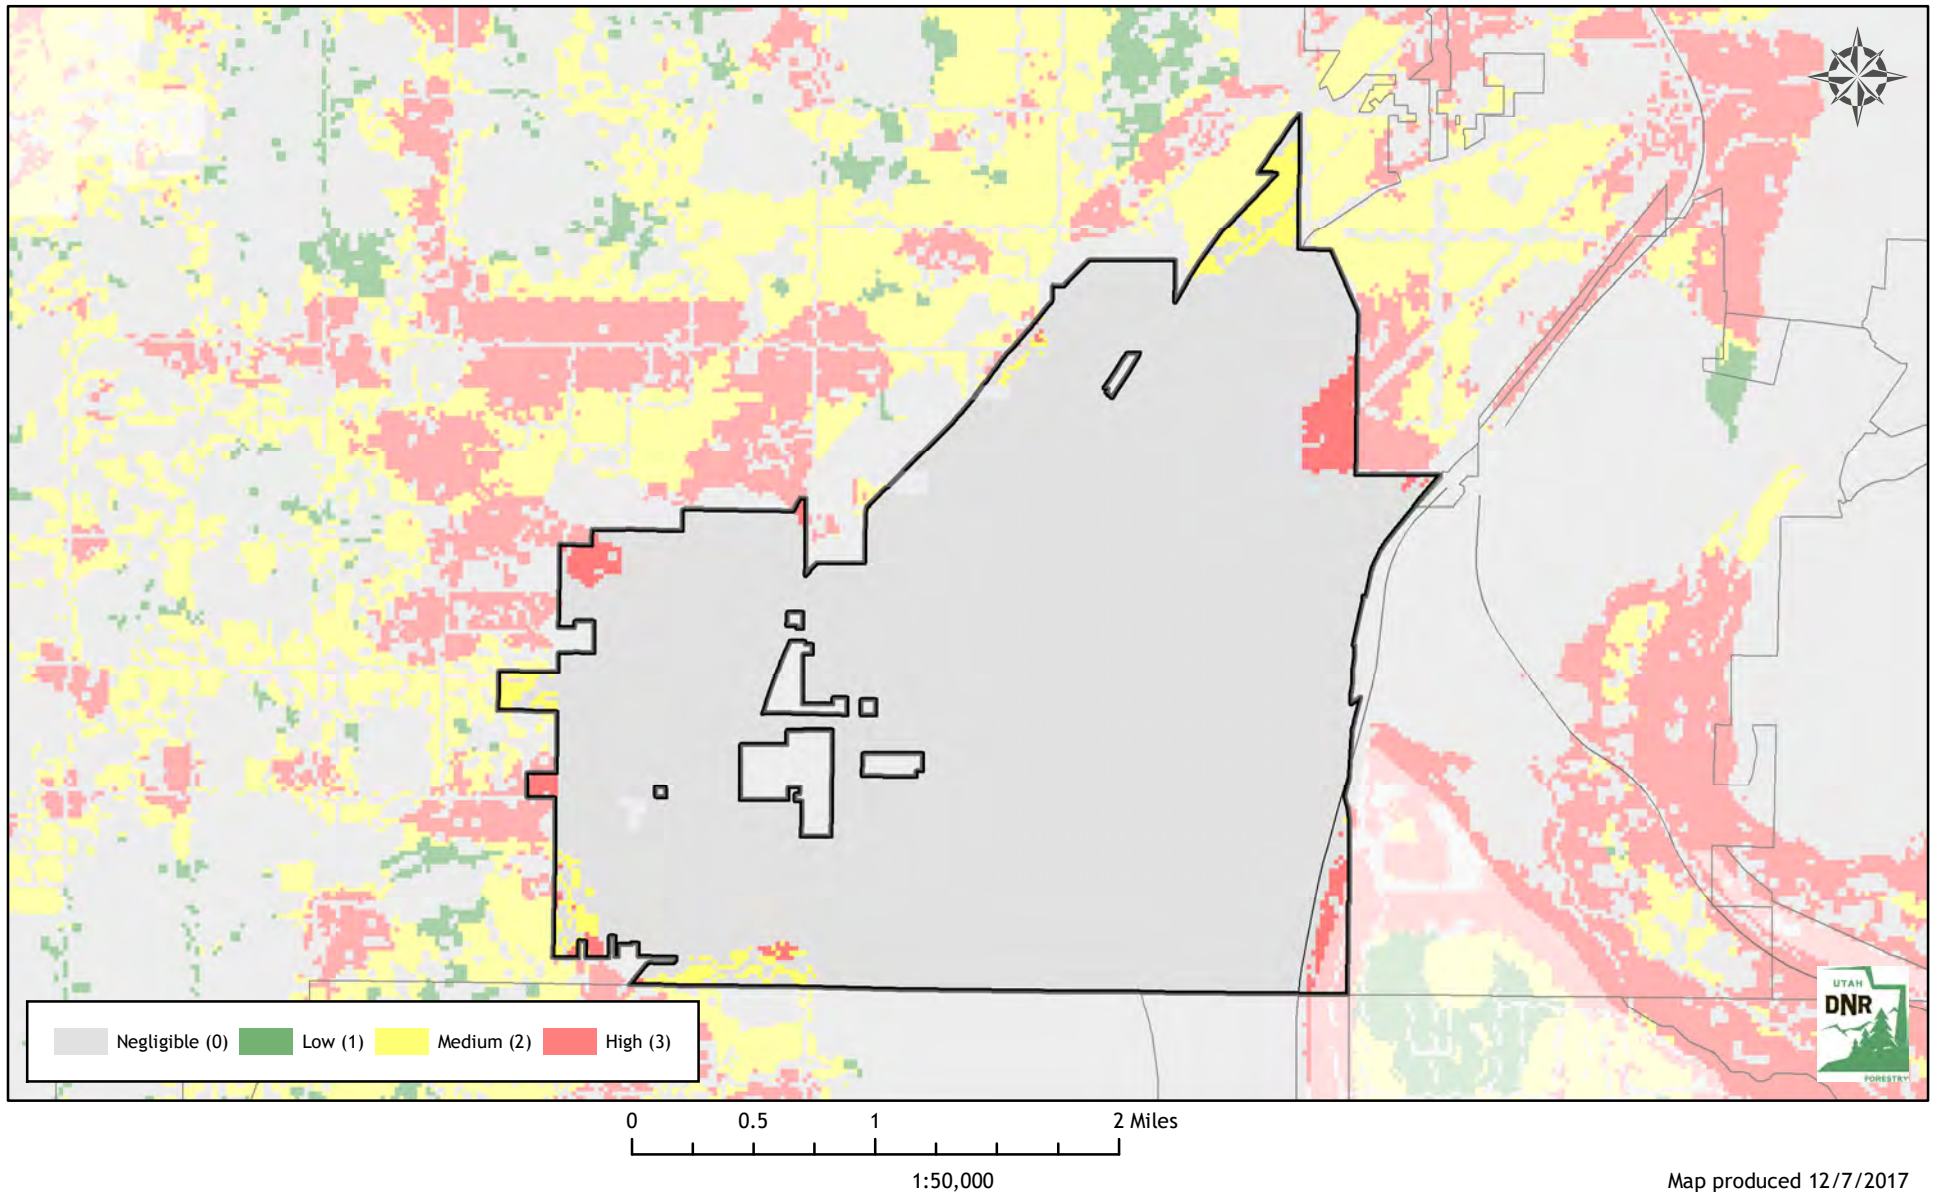 UTAH
DNR
FORESTRY
Negligible (0) Low (1) Medium (2) High (3)
0 0.5 1 2 Miles
1:50,000
Map produced 12/7/2017